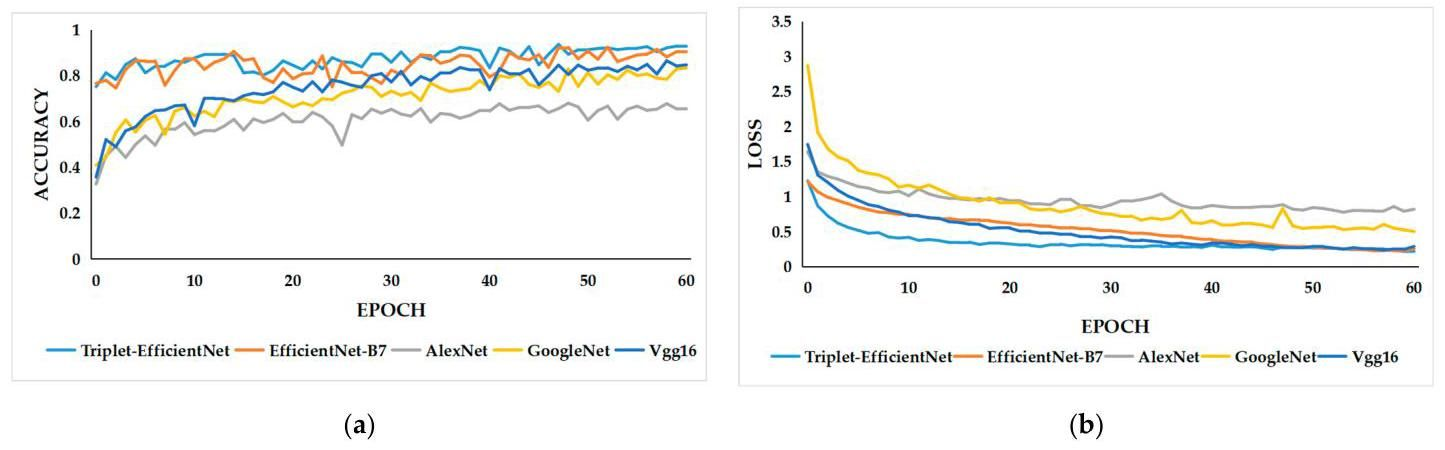 1
0.8
0.6
0.4
0.2
0
ACCURACY
0 10 20 30 40 50 60
EPOCH
Triplet-EfficientNet EfficientNet-B7 AlexNet GoogleNet Vgg16
(a)
3.5
3
2.5
2
1.5
1
0.5
0
LOSS
0 10 20 30 40 50 60
EPOCH
Triplet-EfficientNet EfficientNet-B7 AlexNet GoogleNet Vgg16
(b)